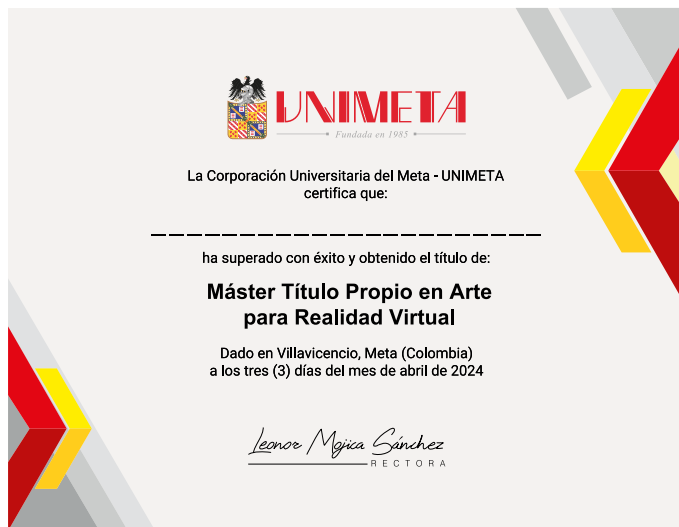 UNIMETA
Fundada en 1985
La Corporación Universitaria del Meta - UNIMETA
certifica que:
ha superado con éxito y obtenido el título de:
Máster Título Propio en Arte
para Realidad Virtual
Dado en Villavicencio, Meta (Colombia)
a los tres (3) días del mes de abril de 2024
Leonor Mojica Sánchez
RECTORA